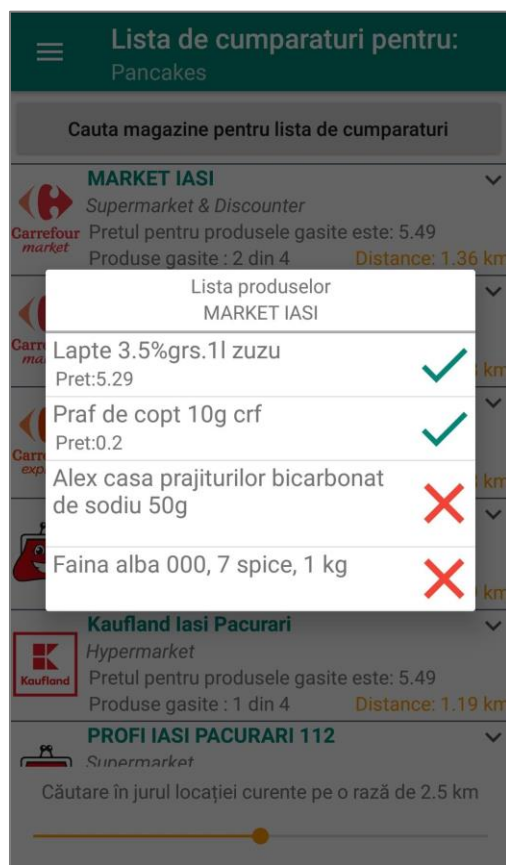 Lista de cumparaturi pentru:
Pancakes
Cauta magazine pentru lista de cumparaturi
MARKET IASI
Supermarket & Discounter
Carrefour
market
Pretul pentru produsele gasite este: 5.49
Produse gasite : 2 din 4 Distance: 1.36 km
Lista produselor
MARKET IASI
Lapte 3.5%grs.1l zuzu
Pret:5.29
Praf de copt 10g crf
Pret:0.2
Alex casa prajiturilor bicarbonat
de sodiu 50g
Faina alba 000, 7 spice, 1 kg
km
km
km
km
Kaufland Iasi Pacurari
Hypermarket
Kaufland
Pretul pentru produsele gasite este: 5.49
Produse gasite : 1 din 4 Distance: 1.19 km
PROFI IASI PACURARI 112
Supermarket
Căutare în jurul locației curente pe o rază de 2.5 km